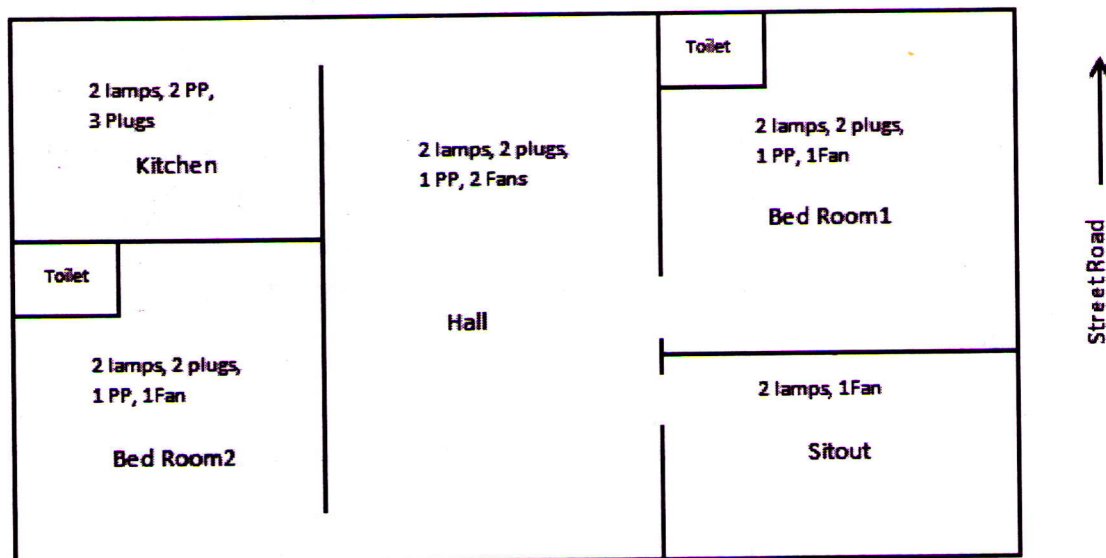 Toilet
2 lamps, 2 PP,
3 Plugs
Kitchen
2 lamps, 2 plugs,
1 PP, 2 Fans
2 lamps, 2 plugs,
1 PP, 1Fan
Bed Room1
Toilet
Hall
2 lamps, 2 plugs,
1 PP, 1Fan
Bed Room2
2 lamps, 1Fan
Sitout
Street Road